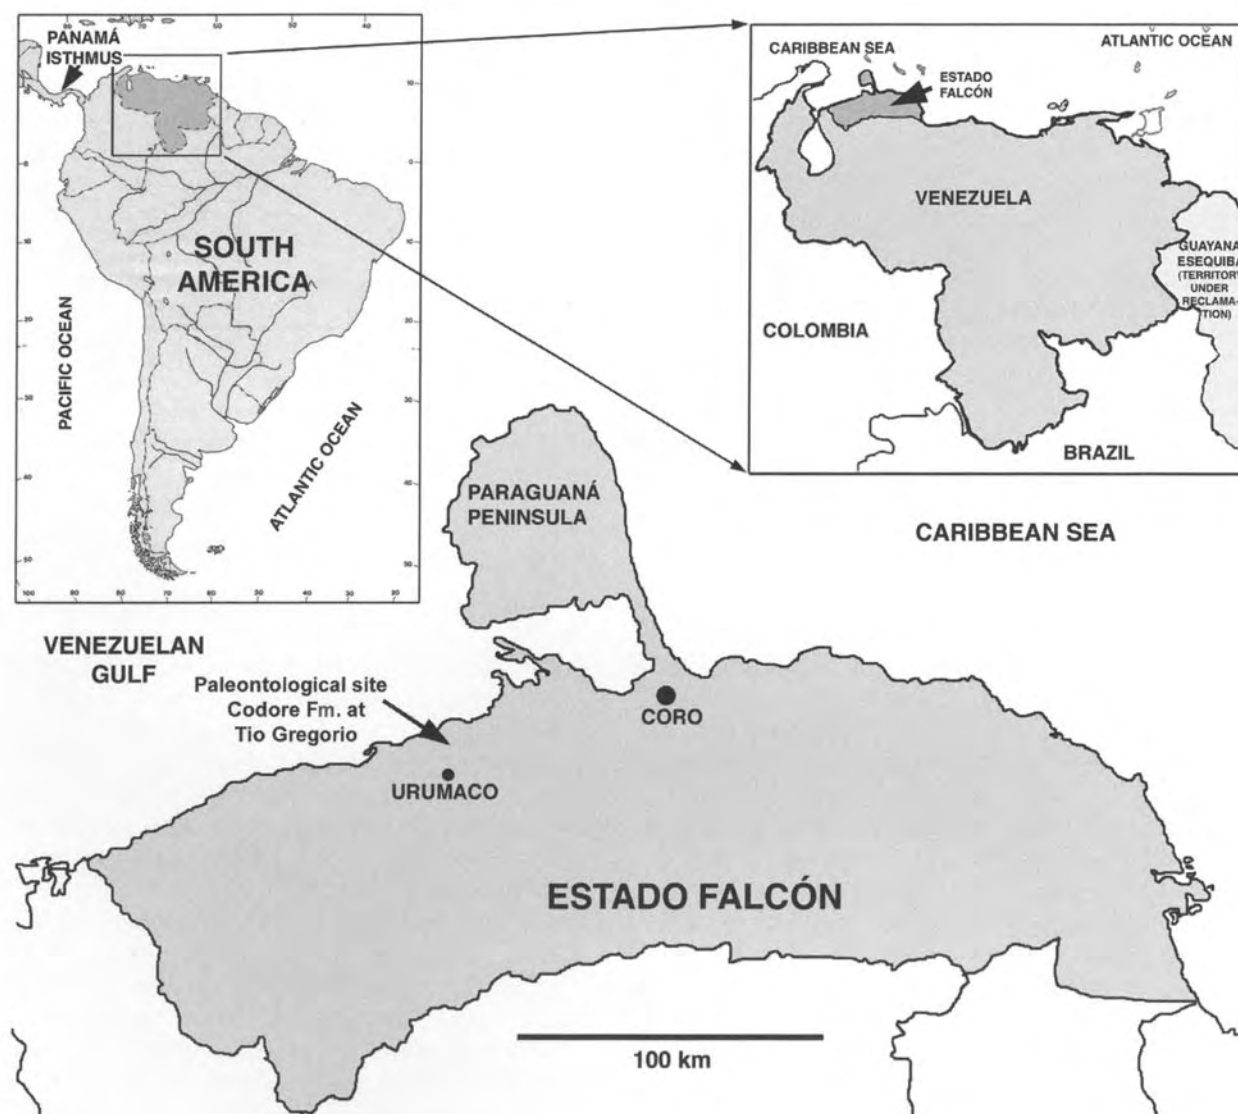 PANAMÁ
ISTHMUS
SOUTH
AMERICA
PACIFIC OCEAN
ATLANTIC OCEAN
CARIBBEAN SEA
ATLANTIC OCEAN
ESTADO
FALCÓN
VENEZUELA
GUAYANA
ESEQUIBA
(TERRITORY
UNDER
RECLAMA-
TION)
COLOMBIA
BRAZIL
PARAGUANÁ
PENINSULA
CARIBBEAN SEA
VENEZUELAN
GULF
Paleontological site
Codore Fm. at
Tio Gregorio
CORO
URUMACO
ESTADO FALCÓN
100 km